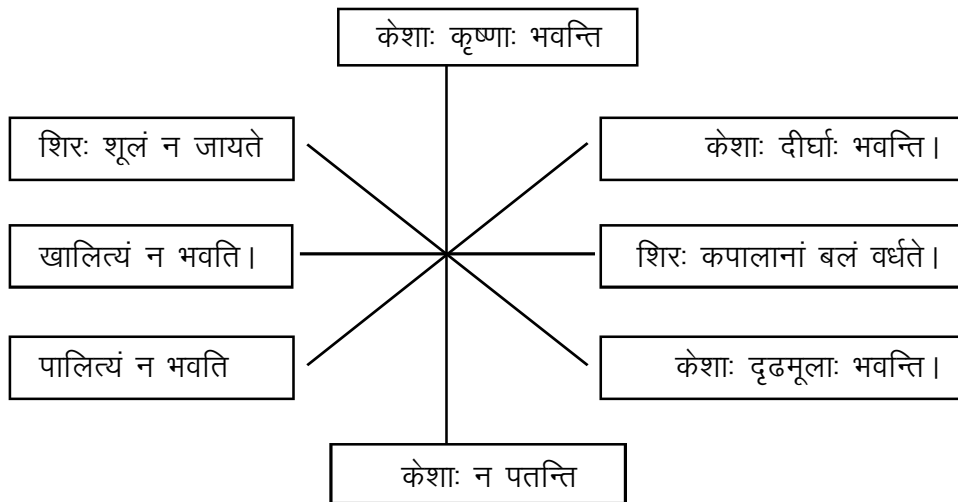 केशाः कृष्णाः भवन्ति
शिरः शूलं न जायते
केशाः दीर्घाः भवन्ति।
खालित्यं न भवति।
शिरः कपालानां बलं वर्धते।
पालित्यं न भवति
केशाः दृढमूलाः भवन्ति।
केशाः न पतन्ति